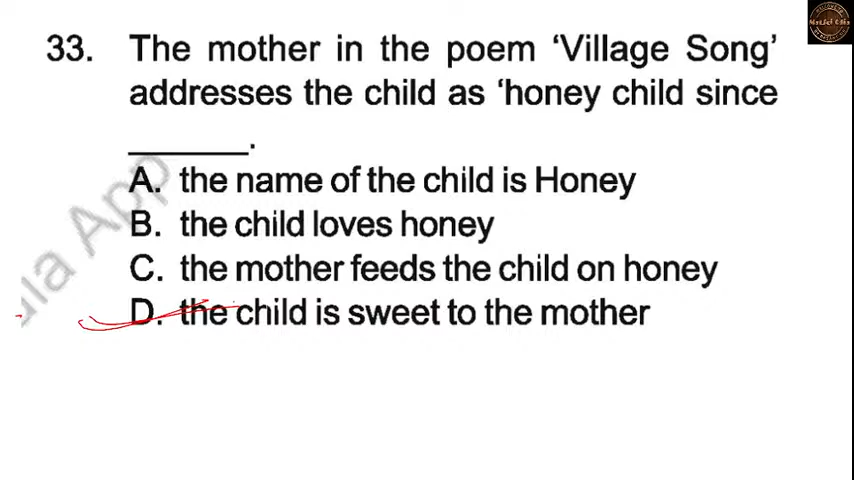 33. The mother in the poem ‘Village Song’
addresses the child as ‘honey child since
______.
A. the name of the child is Honey
B. the child loves honey
C. the mother feeds the child on honey
D. the child is sweet to the mother